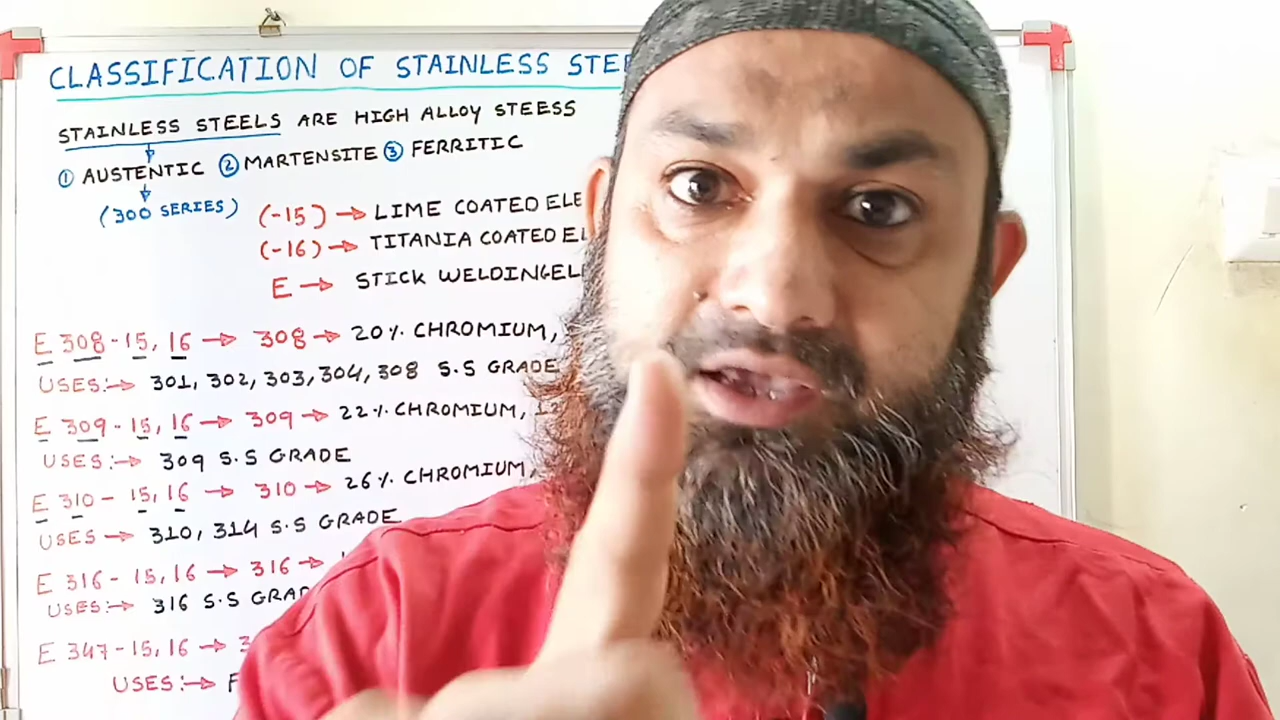 CLASSIFICATION OF STAINLESS STE
STAINLESS STEELS ARE HIGH ALLOY STEESS
① AUSTENTIC ② MARTENSITE ③ FERRITIC
(300 SERIES)
(-15) → LIME COATED ELE
(-16) → TITANIA COATED EL
E → STICK WELDINGEL
E 308-15, 16 → 308 → 20% CHROMIUM,
USES:→ 301, 302, 303, 304, 308 S.S GRADE
E 309-15, 16 → 309 → 22% CHROMIUM, 12
USES:→ 309 S.S GRADE
E 310-15, 16 → 310 → 26% CHROMIUM,
USES → 310, 314 S.S GRADE
E 316-15, 16 → 316 →
USES:→ 316 S.S GRAD
E 347-15, 16 → 3
USES:→ F